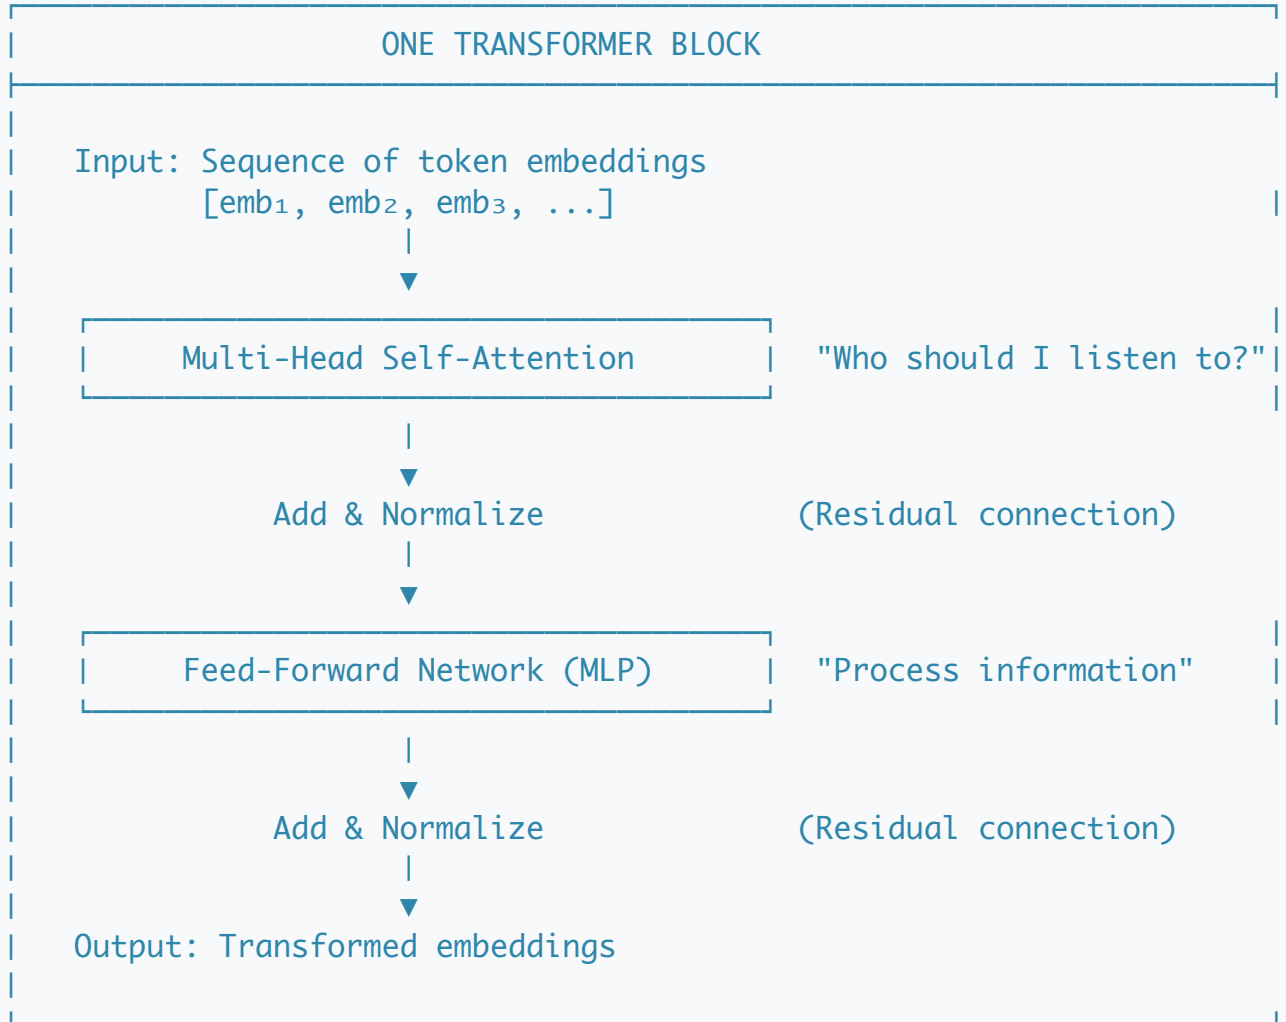 ONE TRANSFORMER BLOCK
Input: Sequence of token embeddings
[emb₁, emb₂, emb₃, ...]
Multi-Head Self-Attention "Who should I listen to?"
Add & Normalize (Residual connection)
Feed-Forward Network (MLP) "Process information"
Add & Normalize (Residual connection)
Output: Transformed embeddings